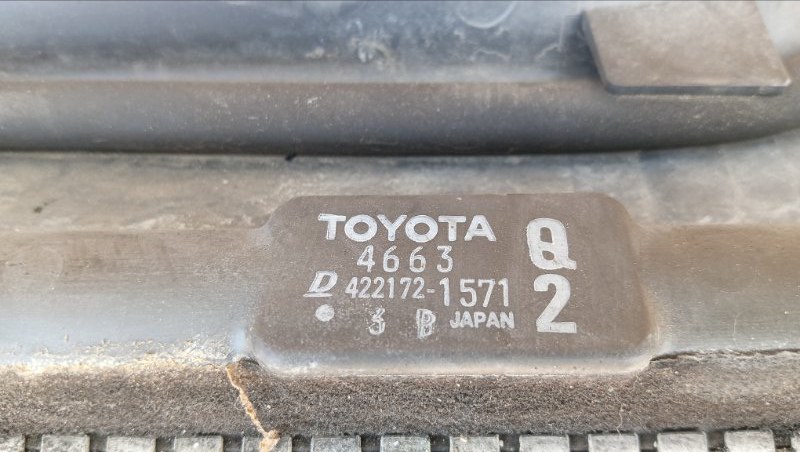 TOYOTA
4663
D 422172-1571
JAPAN
Q
2